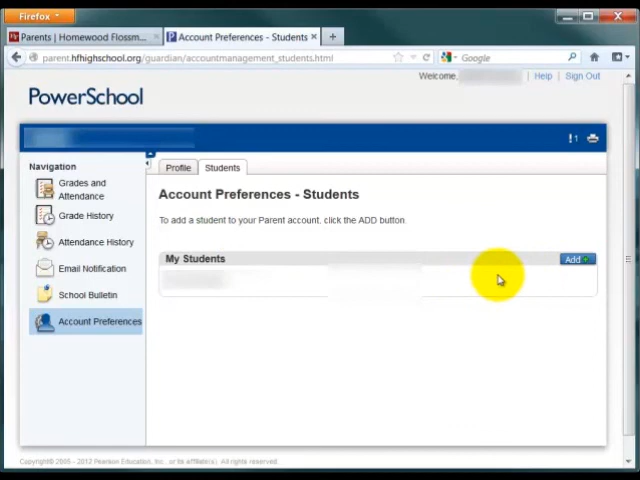 Firefox
Parents | Homewood Flossm...
Account Preferences - Students
parent.hfhighschool.org/guardian/accountmanagement_students.html
Google
Welcome,
Help
Sign Out
PowerSchool
!1
Navigation
Profile
Students
Grades and
Attendance
Grade History
Attendance History
Email Notification
School Bulletin
Account Preferences
Account Preferences - Students
To add a student to your Parent account, click the ADD button.
My Students
Add
Copyright© 2005 - 2012 Pearson Education, Inc., or its affiliate(s). All rights reserved.